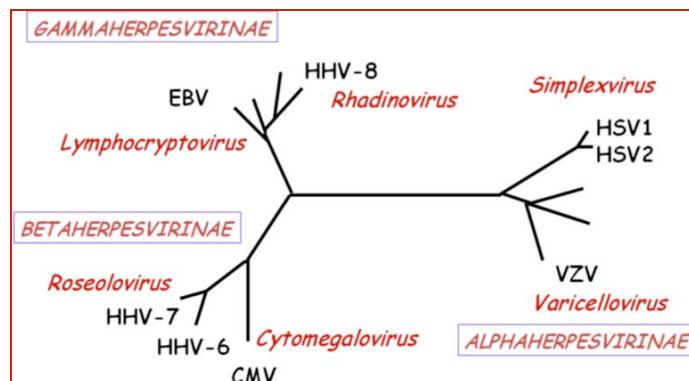 GAMMAHERPESVIRINAE
HHV-8
EBV
Rhadinovirus
Simplexvirus
HSV1
HSV2
Lymphocryptovirus
BETAHERPESVIRINAE
Roseolovirus
HHV-7
HHV-6
Cytomegalovirus
CMV
VZV
Varicellovirus
ALPHAHERPESVIRINAE